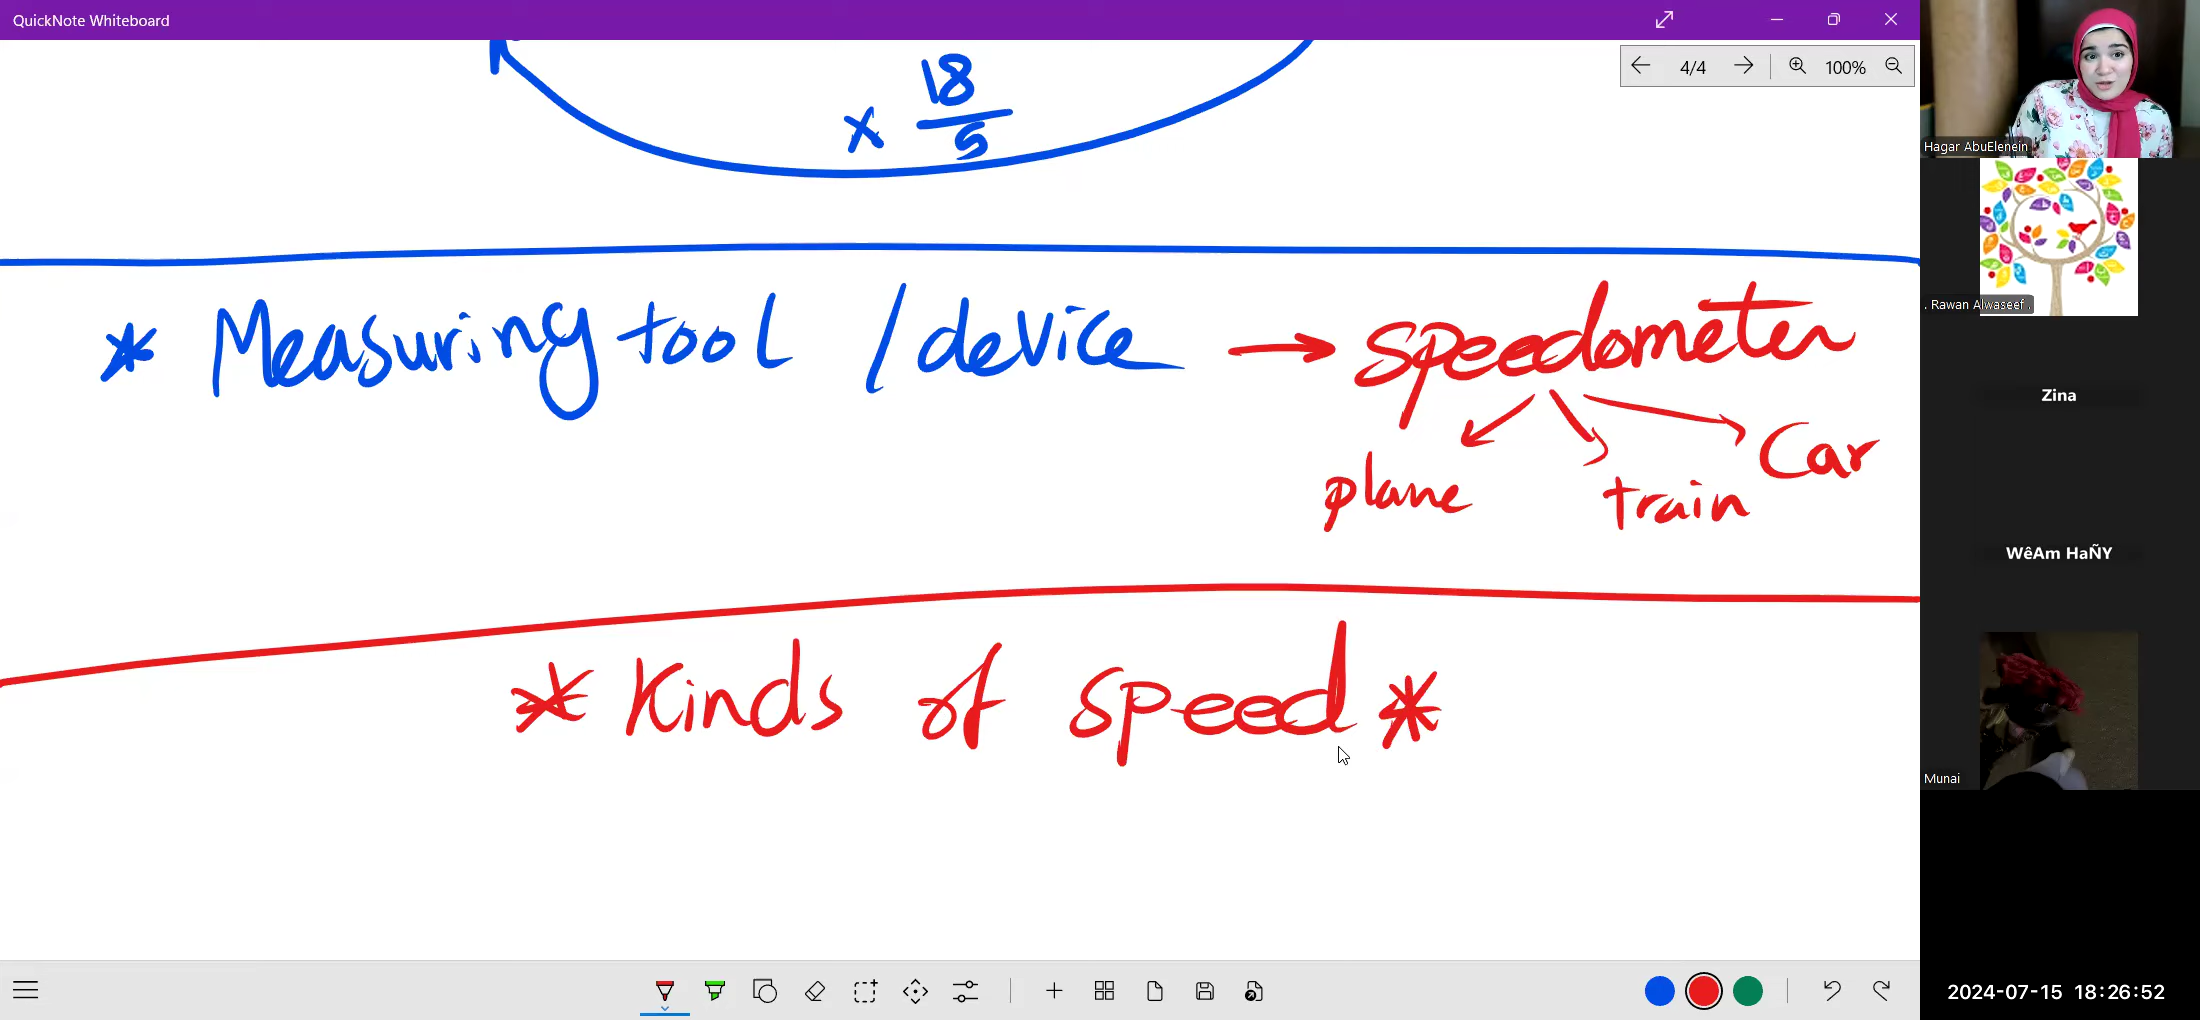 QuickNote Whiteboard
4/4 100%
× 18/5
* Measuring tool / device → speedometer
plane train Car
* Kinds of speed *
Hagar AbuElenein
. Rawan Alwaseef .
Zina
WêAm HaÑY
Munai
2024-07-15 18:26:52